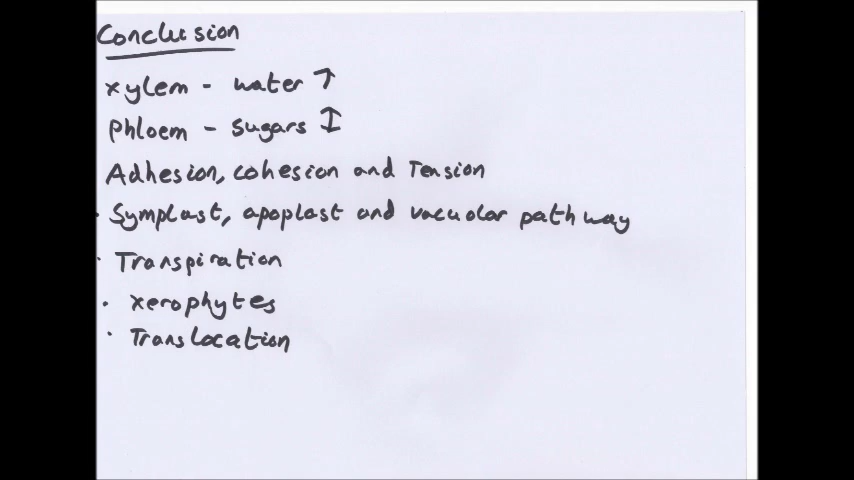 Conclusion
xylem - water ↑
Phloem - sugars ↕
Adhesion, cohesion and Tension
· Symplast, apoplast and vacuolar pathway
· Transpiration
· xerophytes
· Translocation